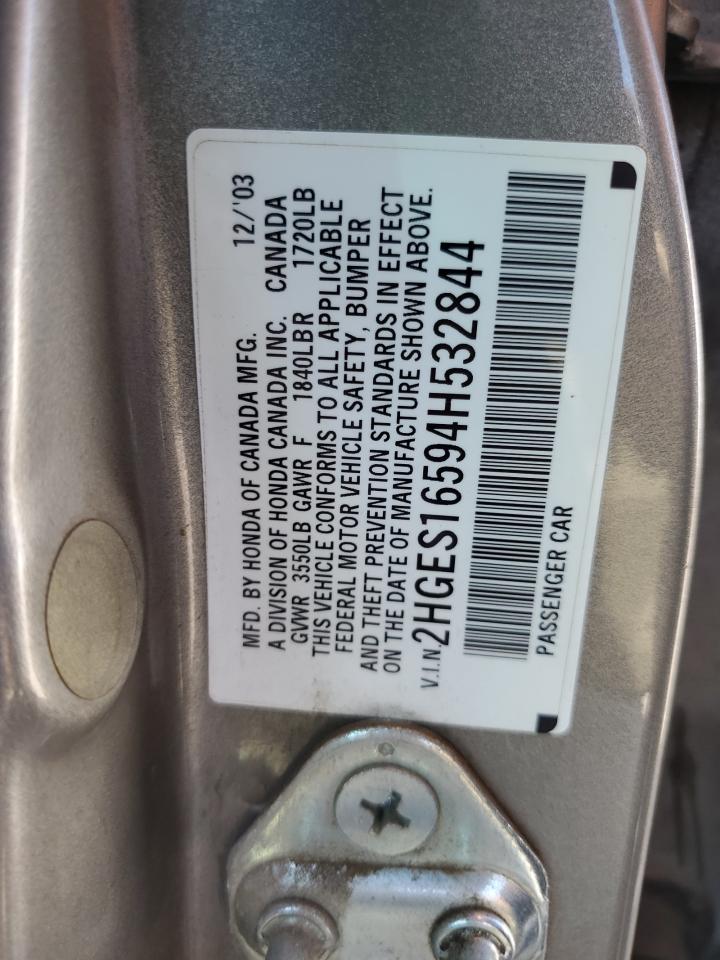 MFD. BY HONDA OF CANADA MFG. 12/'03
A DIVISION OF HONDA CANADA INC. CANADA
GVWR 3550LB GAWR F 1840LBR 1720LB
THIS VEHICLE CONFORMS TO ALL APPLICABLE
FEDERAL MOTOR VEHICLE SAFETY, BUMPER
AND THEFT PREVENTION STANDARDS IN EFFECT
ON THE DATE OF MANUFACTURE SHOWN ABOVE.
V.I.N. 2HGES16594H532844
PASSENGER CAR